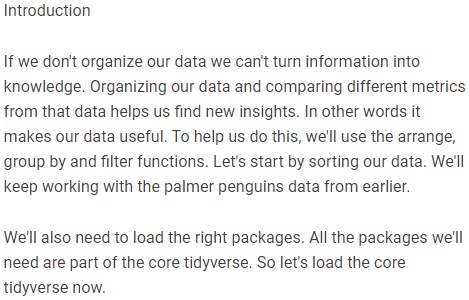 Introduction
If we don't organize our data we can't turn information into
knowledge. Organizing our data and comparing different metrics
from that data helps us find new insights. In other words it
makes our data useful. To help us do this, we'll use the arrange,
group by and filter functions. Let's start by sorting our data. We'll
keep working with the palmer penguins data from earlier.
We'll also need to load the right packages. All the packages we'll
need are part of the core tidyverse. So let's load the core
tidyverse now.